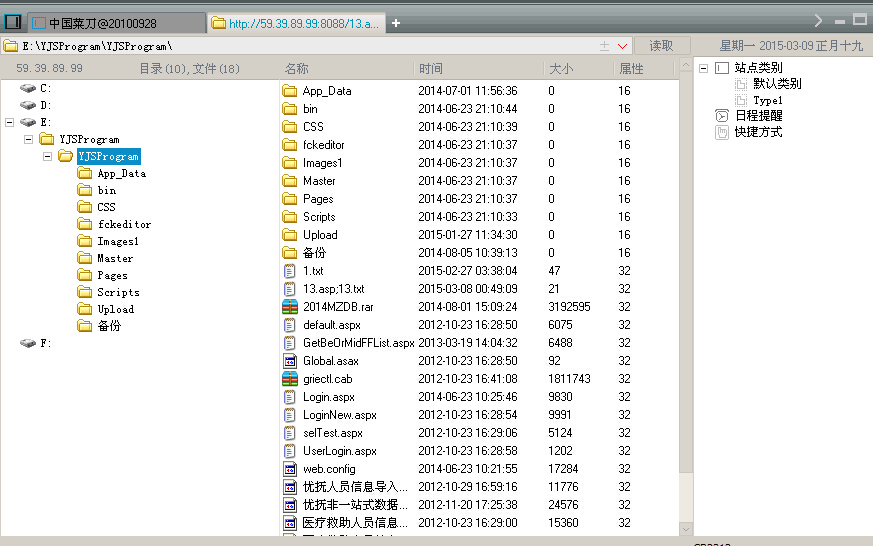 中国菜刀@20100928
http://59.39.89.99:8088/13.a...
E:\YJSProgram\YJSProgram\
读取
星期一 2015-03-09 正月十九
59.39.89.99 目录(10),文件(18)
C:
D:
E:
YJSProgram
YJSProgram
App_Data
bin
CSS
fckeditor
Images1
Master
Pages
Scripts
Upload
备份
F:
名称 时间 大小 属性
App_Data 2014-07-01 11:56:36 0 16
bin 2014-06-23 21:10:44 0 16
CSS 2014-06-23 21:10:39 0 16
fckeditor 2014-06-23 21:10:37 0 16
Images1 2014-06-23 21:10:37 0 16
Master 2014-06-23 21:10:37 0 16
Pages 2014-06-23 21:10:37 0 16
Scripts 2014-06-23 21:10:33 0 16
Upload 2015-01-27 11:34:30 0 16
备份 2014-08-05 10:39:13 0 16
1.txt 2015-02-27 03:38:04 47 32
13.asp;13.txt 2015-03-08 00:49:09 21 32
2014MZDB.rar 2014-08-01 15:09:24 3192595 32
default.aspx 2012-10-23 16:28:50 6075 32
GetBeOrMidFFList.aspx 2013-03-19 14:04:32 6488 32
Global.asax 2012-10-23 16:28:50 92 32
griectl.cab 2012-10-23 16:41:08 1811743 32
Login.aspx 2014-06-23 10:25:46 9830 32
LoginNew.aspx 2012-10-23 16:28:54 9991 32
selTest.aspx 2012-10-23 16:29:06 5124 32
UserLogin.aspx 2012-10-23 16:28:58 1202 32
web.config 2014-06-23 10:21:55 17284 32
优抚人员信息导入... 2012-10-29 16:59:16 11776 32
优抚非一站式数据... 2012-11-20 17:25:38 24576 32
医疗救助人员信息... 2012-10-23 16:29:00 15360 32
站点类别
默认类别
Type1
日程提醒
快捷方式